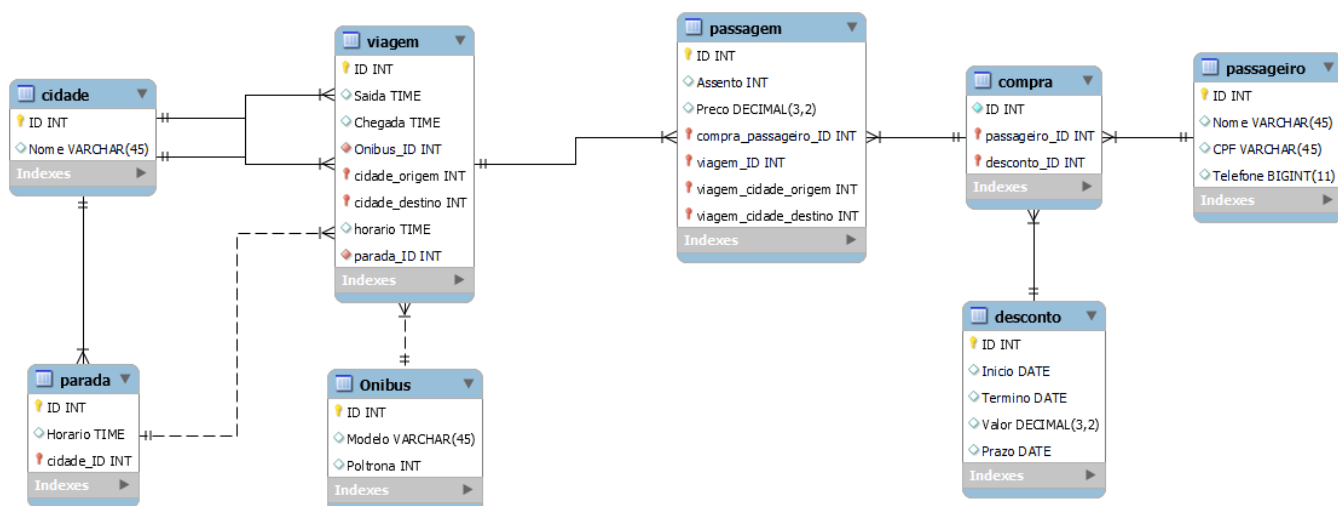 cidade
ID INT
Nome VARCHAR(45)
Indexes
viagem
ID INT
Saida TIME
Chegada TIME
Onibus_ID INT
cidade_origem INT
cidade_destino INT
horario TIME
parada_ID INT
Indexes
passagem
ID INT
Assento INT
Preco DECIMAL(3,2)
compra_passageiro_ID INT
viagem_ID INT
viagem_cidade_origem INT
viagem_cidade_destino INT
Indexes
compra
ID INT
passageiro_ID INT
desconto_ID INT
Indexes
passageiro
ID INT
Nome VARCHAR(45)
CPF VARCHAR(45)
Telefone BIGINT(11)
Indexes
parada
ID INT
Horario TIME
cidade_ID INT
Indexes
Onibus
ID INT
Modelo VARCHAR(45)
Poltrona INT
Indexes
desconto
ID INT
Inicio DATE
Termino DATE
Valor DECIMAL(3,2)
Prazo DATE
Indexes